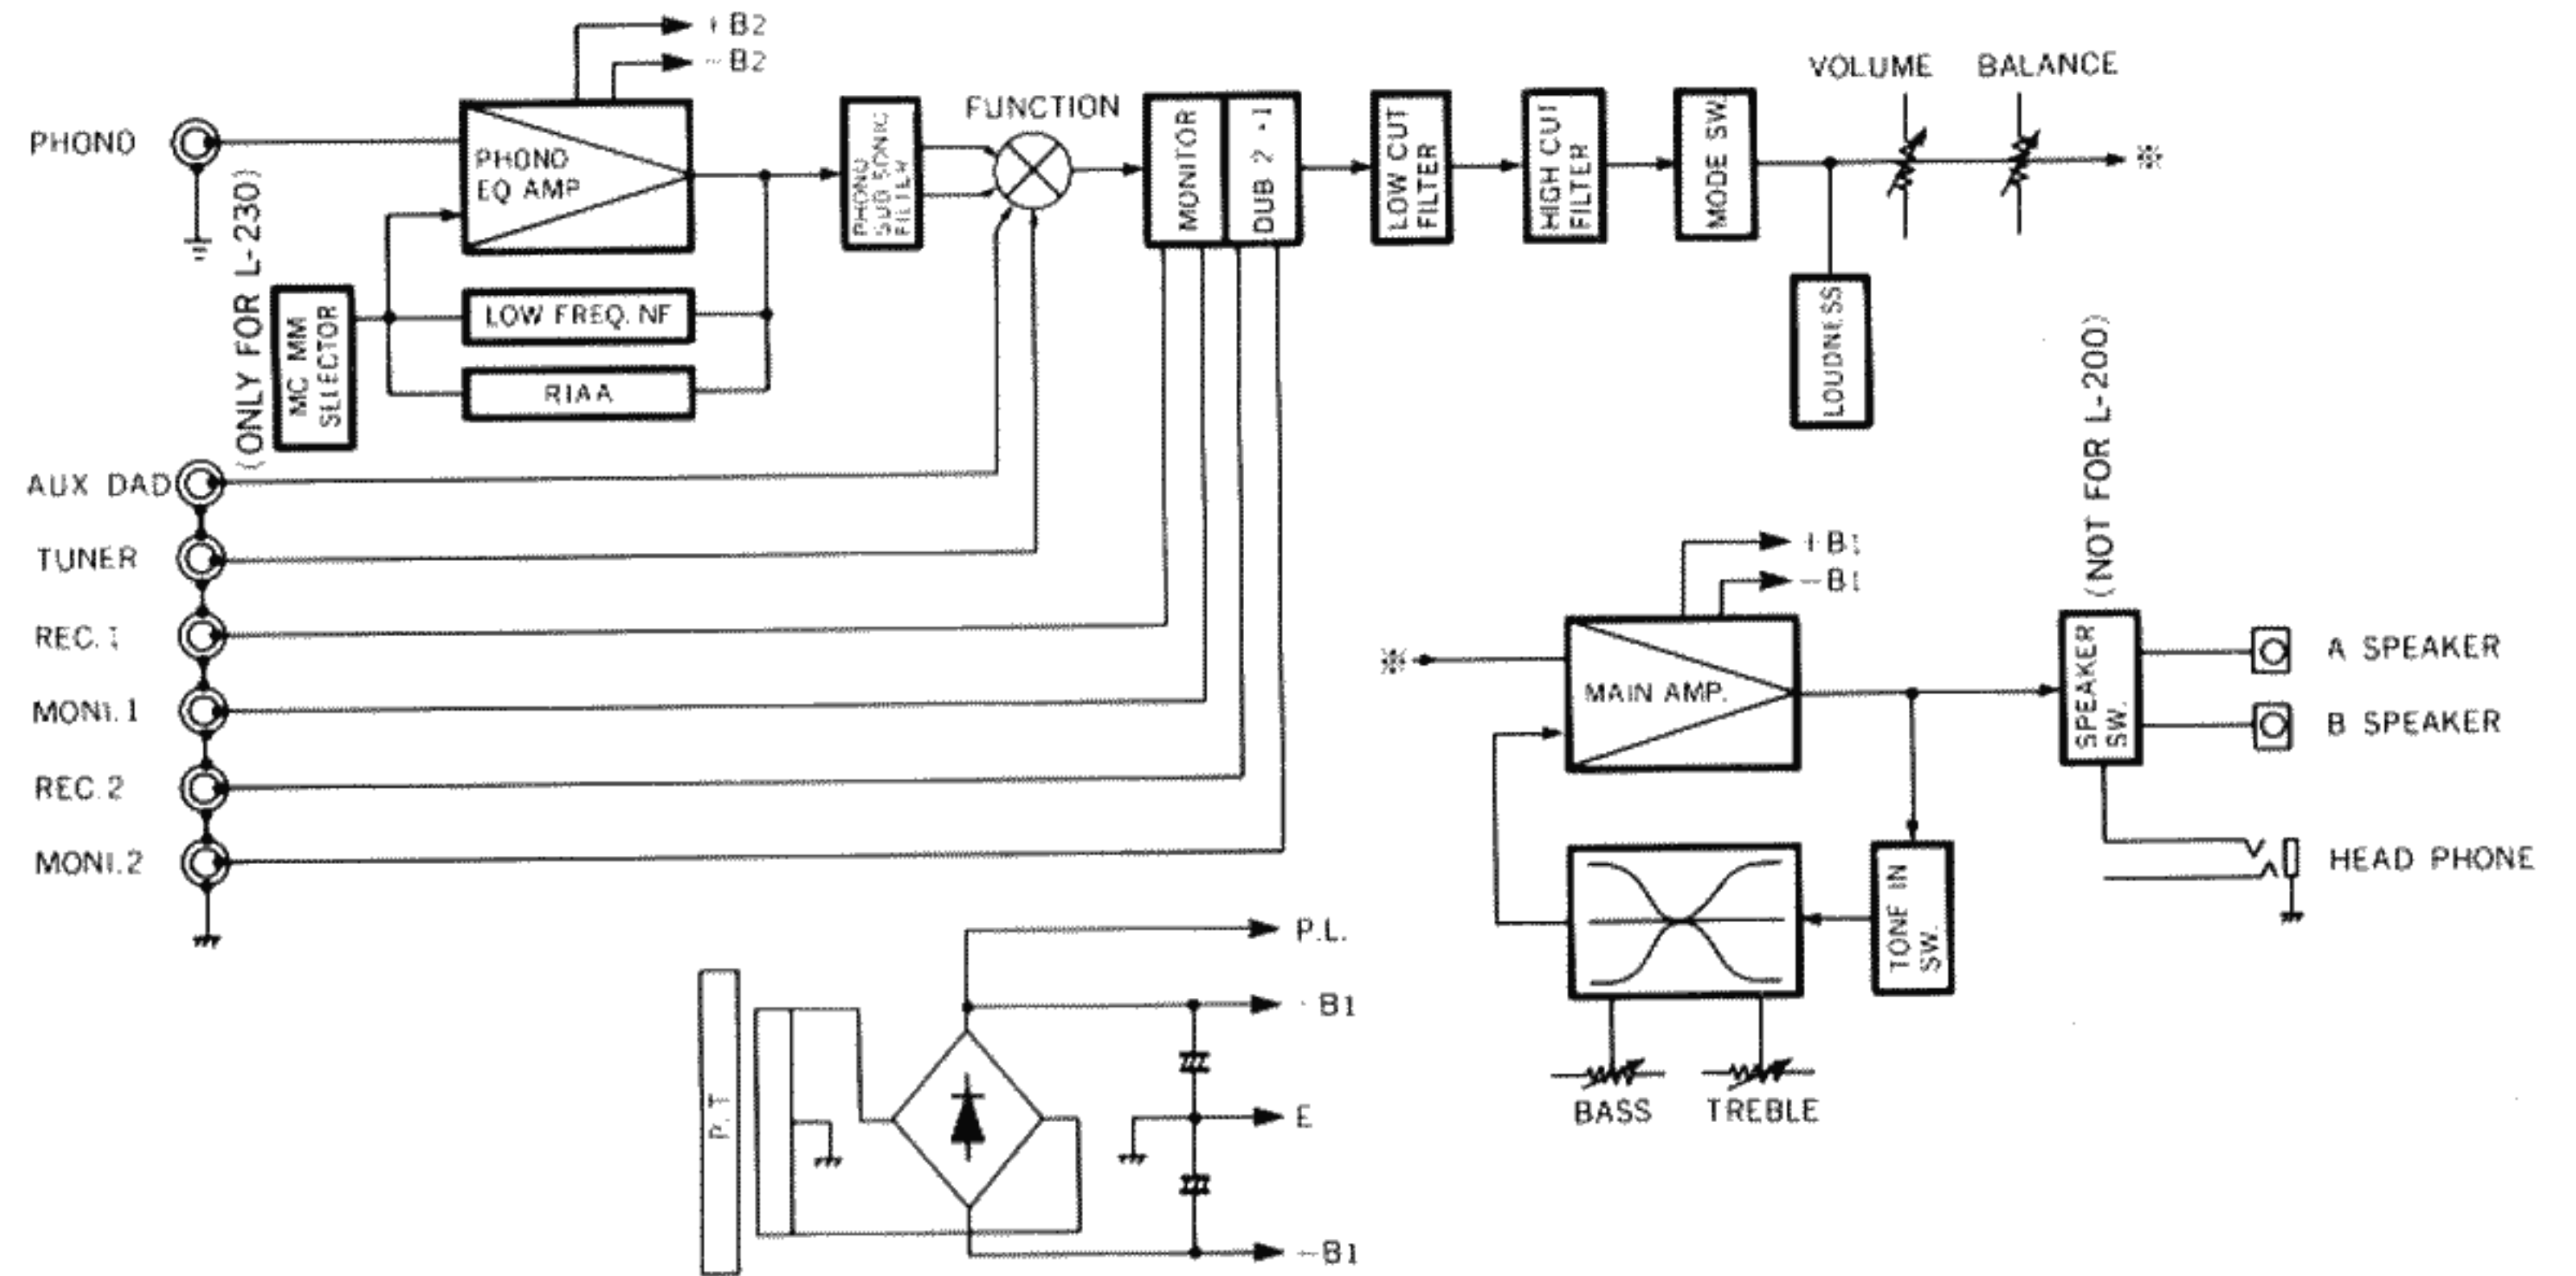 +B2
-B2
PHONO
PHONO
EQ AMP
PHONO
SUB SONIC
FILTER
FUNCTION
MONITOR
DUB 2・1
LOW CUT
FILTER
HIGH CUT
FILTER
MODE SW.
VOLUME
BALANCE
※
LOUDNESS
(ONLY FOR L-230)
MC MM
SELECTOR
LOW FREQ. NF
RIAA
AUX DAD
TUNER
REC. 1
MONI. 1
REC. 2
MONI. 2
+B1
-B1
※
MAIN AMP.
(NOT FOR L-200)
SPEAKER
SW.
A SPEAKER
B SPEAKER
HEAD PHONE
TONE IN
SW.
BASS
TREBLE
P.T
P.L.
B1
E
-B1